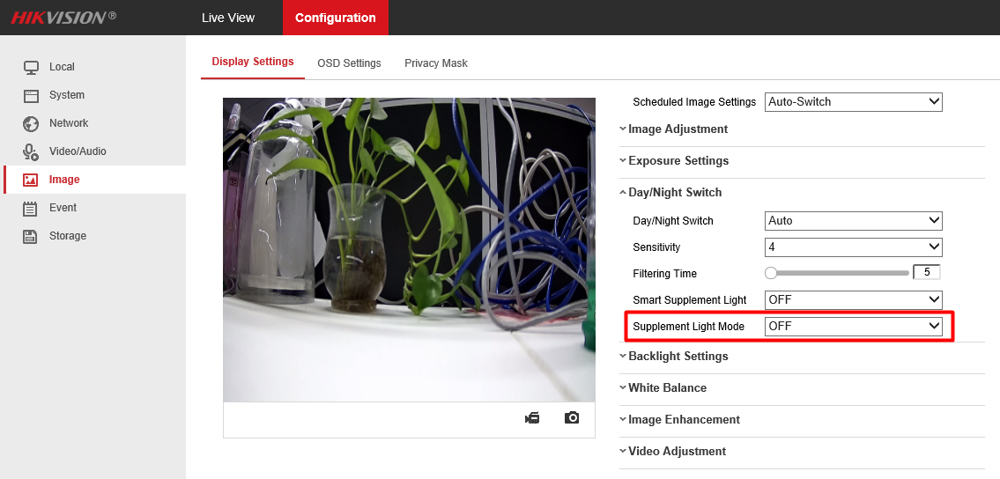 HIKVISION®
Live View
Configuration
Local
System
Network
Video/Audio
Image
Event
Storage
Display Settings
OSD Settings
Privacy Mask
Scheduled Image Settings Auto-Switch
Image Adjustment
Exposure Settings
Day/Night Switch
Day/Night Switch Auto
Sensitivity 4
Filtering Time 5
Smart Supplement Light OFF
Supplement Light Mode OFF
Backlight Settings
White Balance
Image Enhancement
Video Adjustment